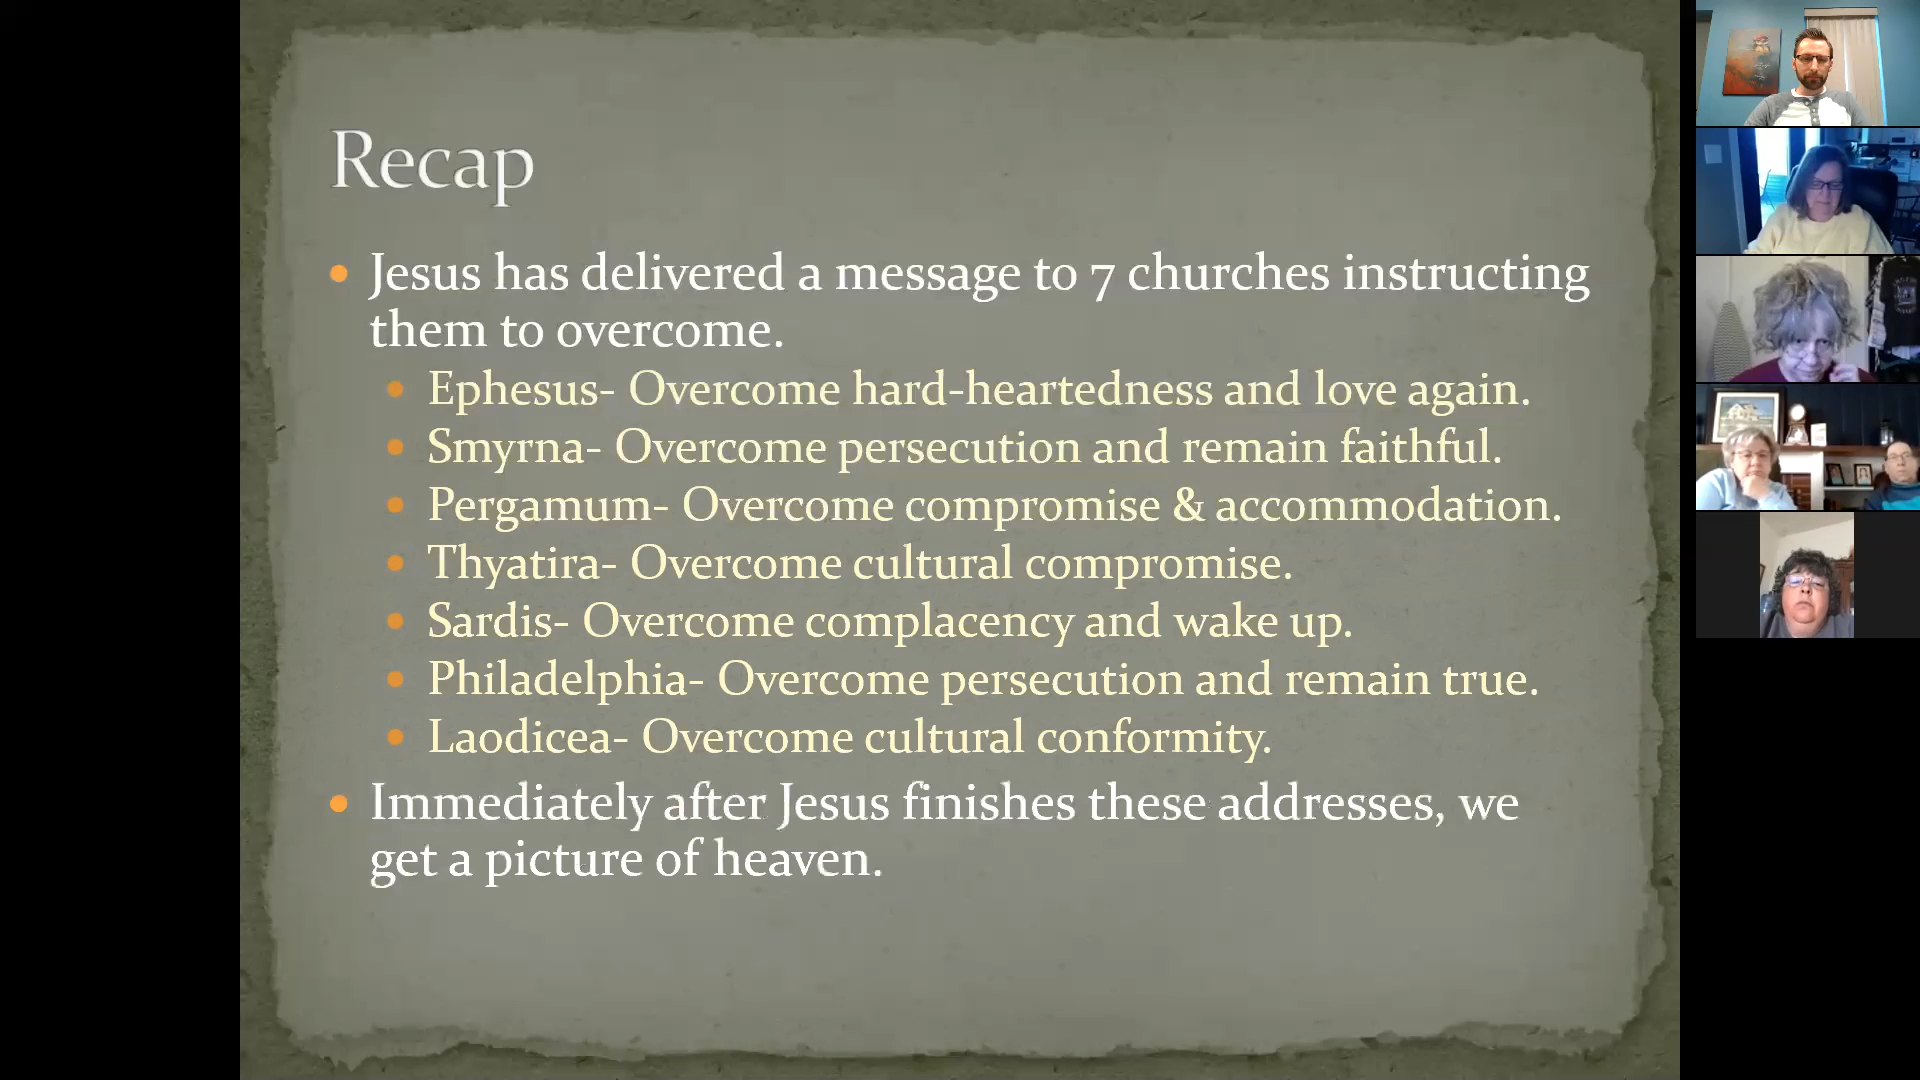 Recap
Jesus has delivered a message to 7 churches instructing
them to overcome.
Ephesus- Overcome hard-heartedness and love again.
Smyrna- Overcome persecution and remain faithful.
Pergamum- Overcome compromise & accommodation.
Thyatira- Overcome cultural compromise.
Sardis- Overcome complacency and wake up.
Philadelphia- Overcome persecution and remain true.
Laodicea- Overcome cultural conformity.
Immediately after Jesus finishes these addresses, we
get a picture of heaven.